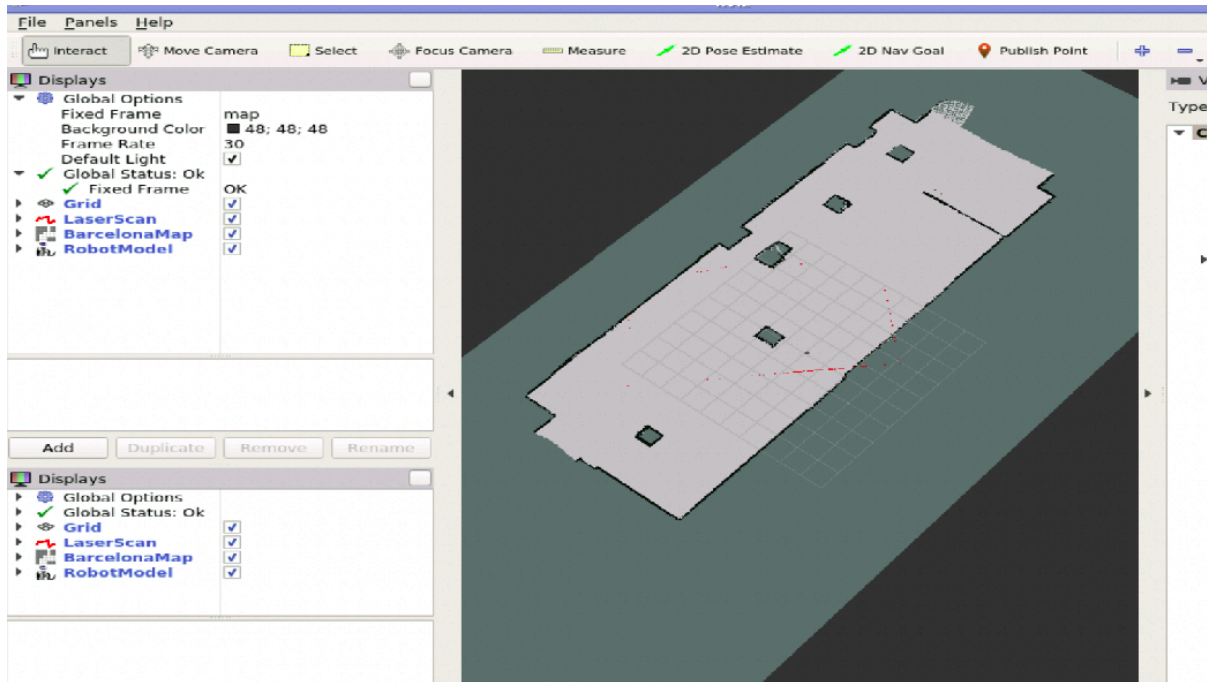 File Panels Help
Interact Move Camera Select Focus Camera Measure 2D Pose Estimate 2D Nav Goal Publish Point
Displays
Global Options
Fixed Frame map
Background Color 48; 48; 48
Frame Rate 30
Default Light
Global Status: Ok
Fixed Frame OK
Grid
LaserScan
BarcelonaMap
RobotModel
Add Duplicate Remove Rename
Displays
Global Options
Global Status: Ok
Grid
LaserScan
BarcelonaMap
RobotModel
Type